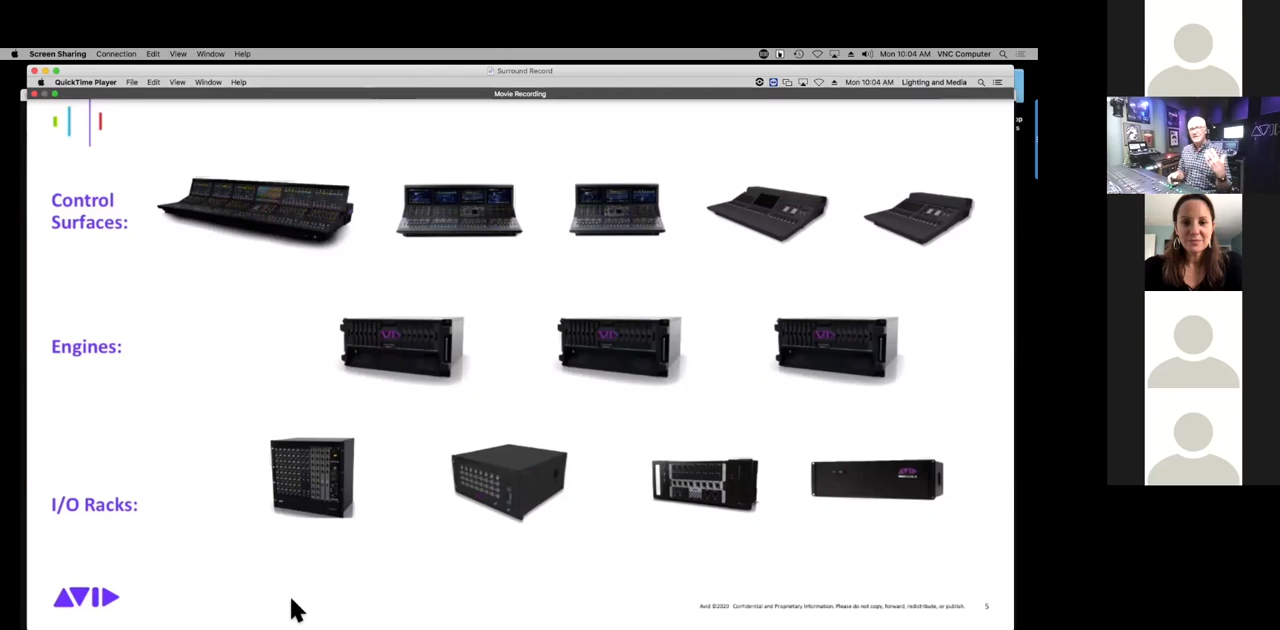 Screen Sharing Connection Edit View Window Help Mon 10:04 AM VNC Computer
Surround Record
QuickTime Player File Edit View Window Help Mon 10:04 AM Lighting and Media
Movie Recording
Control
Surfaces:
Engines:
I/O Racks:
AVID
Avid ©2020 Confidential and Proprietary Information. Please do not copy, forward, redistribute, or publish.
5